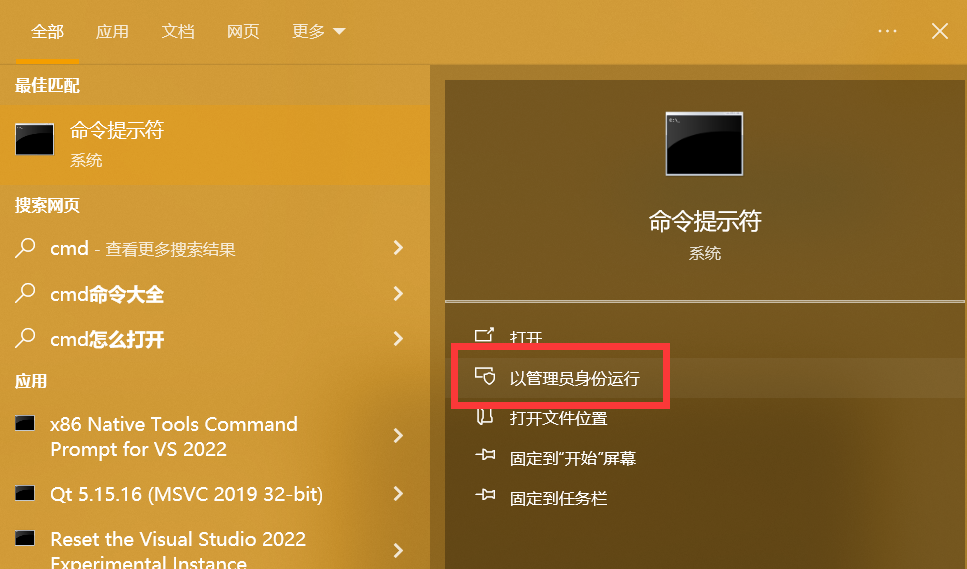 全部 应用 文档 网页 更多
最佳匹配
命令提示符
系统
搜索网页
cmd - 查看更多搜索结果
cmd命令大全
cmd怎么打开
应用
x86 Native Tools Command
Prompt for VS 2022
Qt 5.15.16 (MSVC 2019 32-bit)
Reset the Visual Studio 2022
Experimental Instance
命令提示符
系统
打开
以管理员身份运行
打开文件位置
固定到“开始”屏幕
固定到任务栏